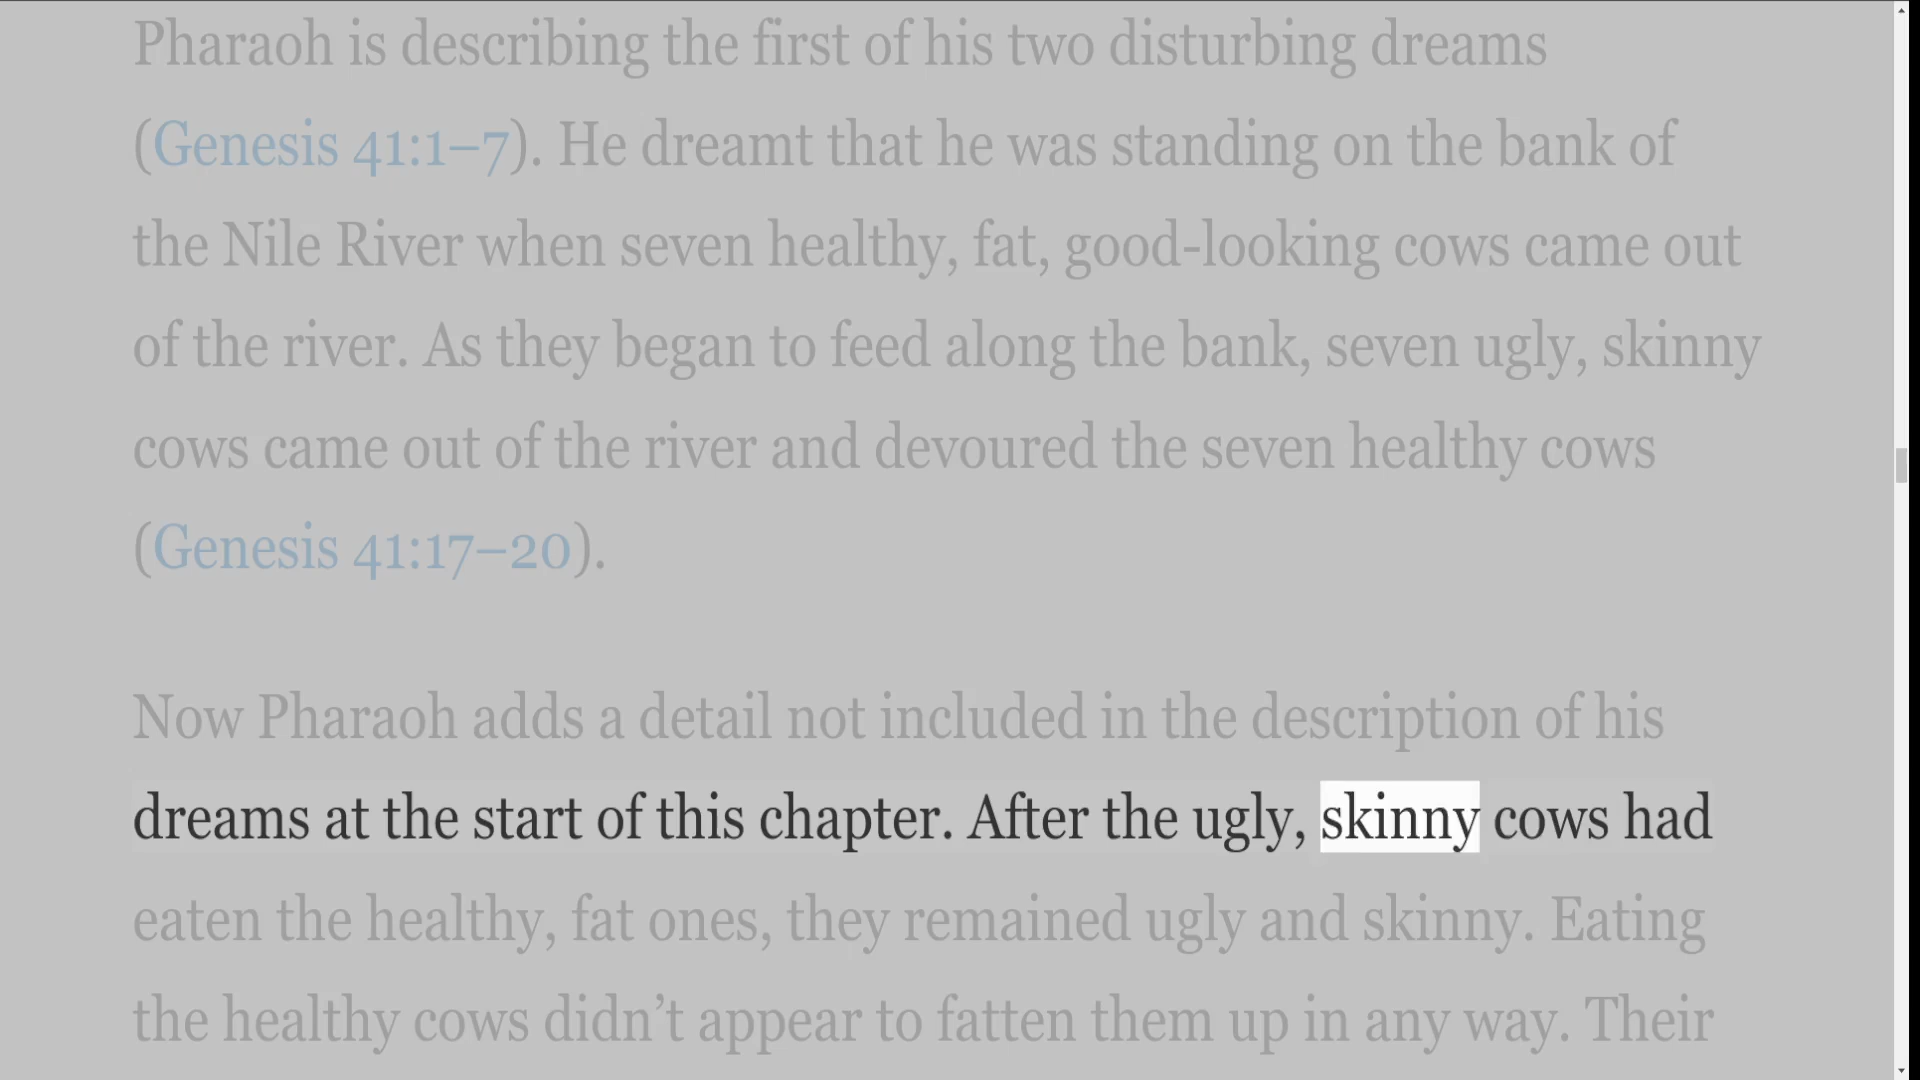 Pharaoh is describing the first of his two disturbing dreams
(Genesis 41:1–7). He dreamt that he was standing on the bank of
the Nile River when seven healthy, fat, good-looking cows came out
of the river. As they began to feed along the bank, seven ugly, skinny
cows came out of the river and devoured the seven healthy cows
(Genesis 41:17–20).
Now Pharaoh adds a detail not included in the description of his
dreams at the start of this chapter. After the ugly, skinny cows had
eaten the healthy, fat ones, they remained ugly and skinny. Eating
the healthy cows didn’t appear to fatten them up in any way. Their